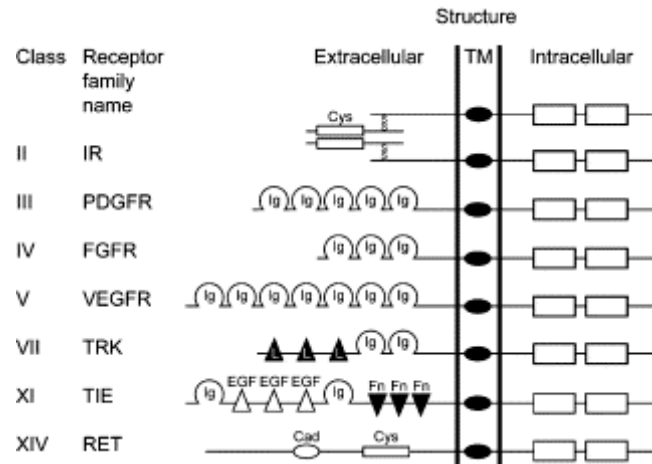 Structure
Class Receptor family name Extracellular TM Intracellular
Cys
II IR
III PDGFR Ig Ig Ig Ig Ig
IV FGFR Ig Ig Ig
V VEGFR Ig Ig Ig Ig Ig Ig Ig
VII TRK L L L Ig Ig
XI TIE Ig EGF EGF EGF Ig Fn Fn Fn
XIV RET Cad Cys